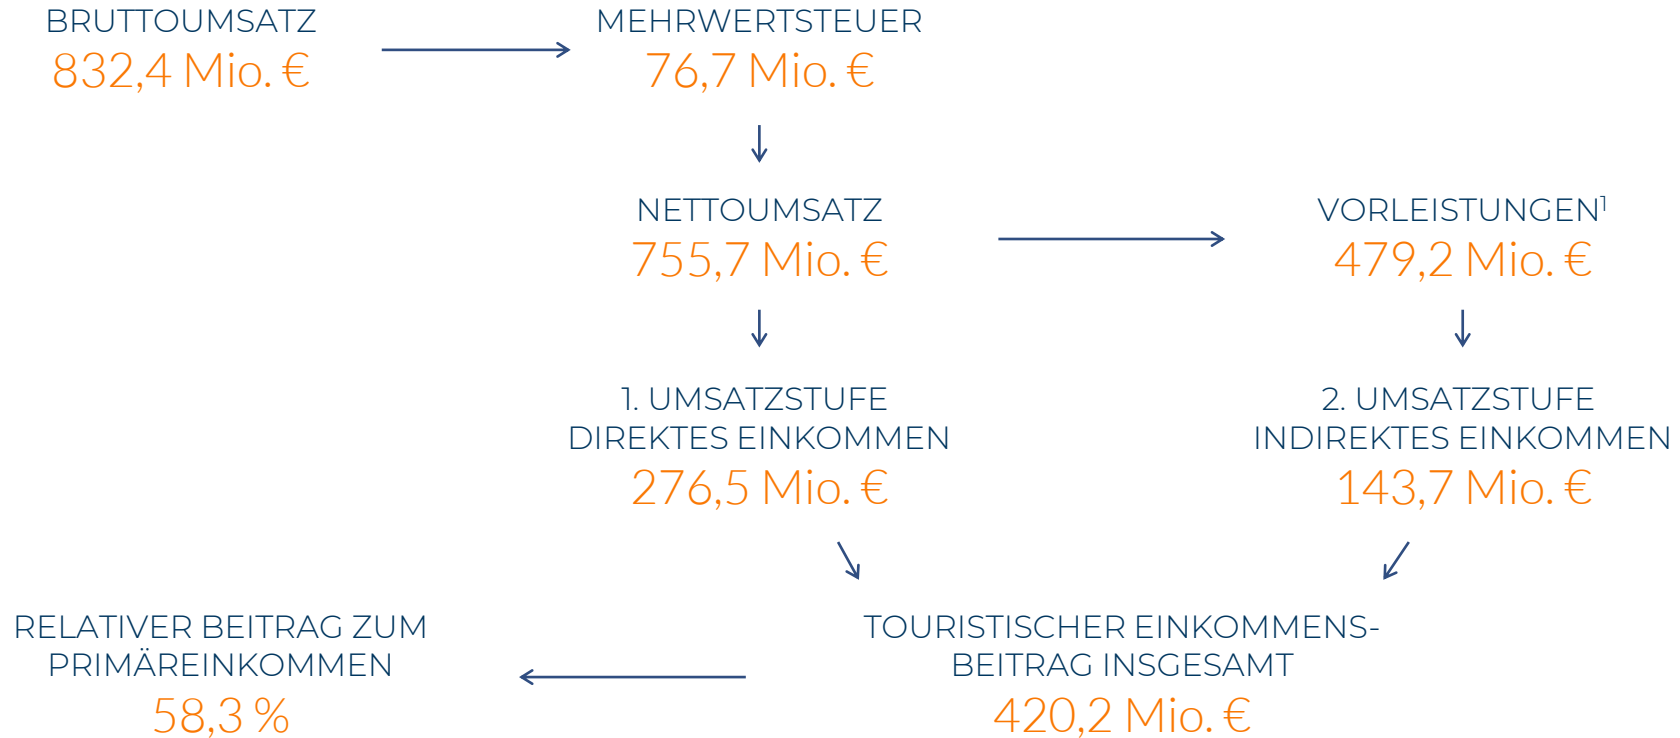 BRUTTOUMSATZ
832,4 Mio. €
MEHRWERTSTEUER
76,7 Mio. €
NETTOUMSATZ
755,7 Mio. €
VORLEISTUNGEN¹
479,2 Mio. €
1. UMSATZSTUFE
DIREKTES EINKOMMEN
276,5 Mio. €
2. UMSATZSTUFE
INDIREKTES EINKOMMEN
143,7 Mio. €
RELATIVER BEITRAG ZUM
PRIMÄREINKOMMEN
58,3 %
TOURISTISCHER EINKOMMENS-
BEITRAG INSGESAMT
420,2 Mio. €